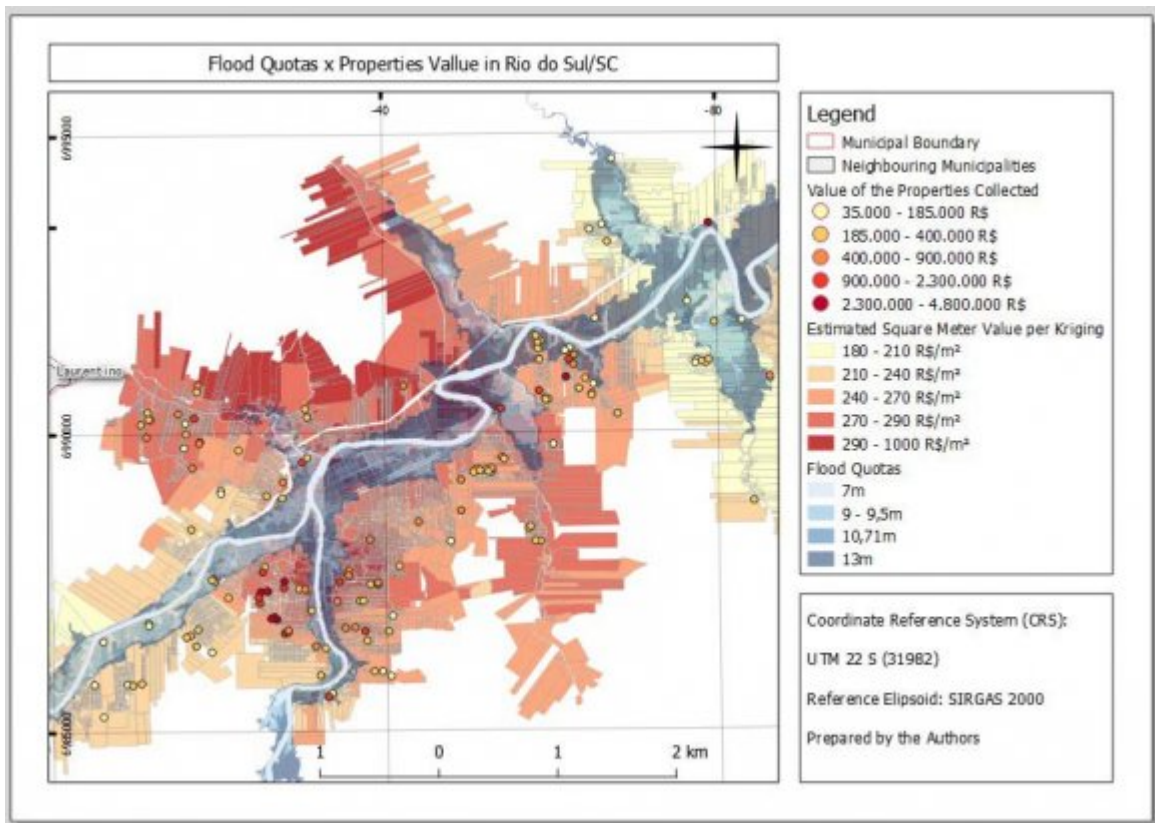 Flood Quotas x Properties Vallue in Rio do Sul/SC
-40
-80
6995000
Laurentino
6990000
6985000
1 0 1 2 km
Legend
Municipal Boundary
Neighbouring Municipalities
Value of the Properties Collected
35.000 - 185.000 R$
185.000 - 400.000 R$
400.000 - 900.000 R$
900.000 - 2.300.000 R$
2.300.000 - 4.800.000 R$
Estimated Square Meter Value per Kriging
180 - 210 R$/m²
210 - 240 R$/m²
240 - 270 R$/m²
270 - 290 R$/m²
290 - 1000 R$/m²
Flood Quotas
7m
9 - 9,5m
10,71m
13m
Coordinate Reference System (CRS):
UTM 22 S (31982)
Reference Elipsoid: SIRGAS 2000
Prepared by the Authors